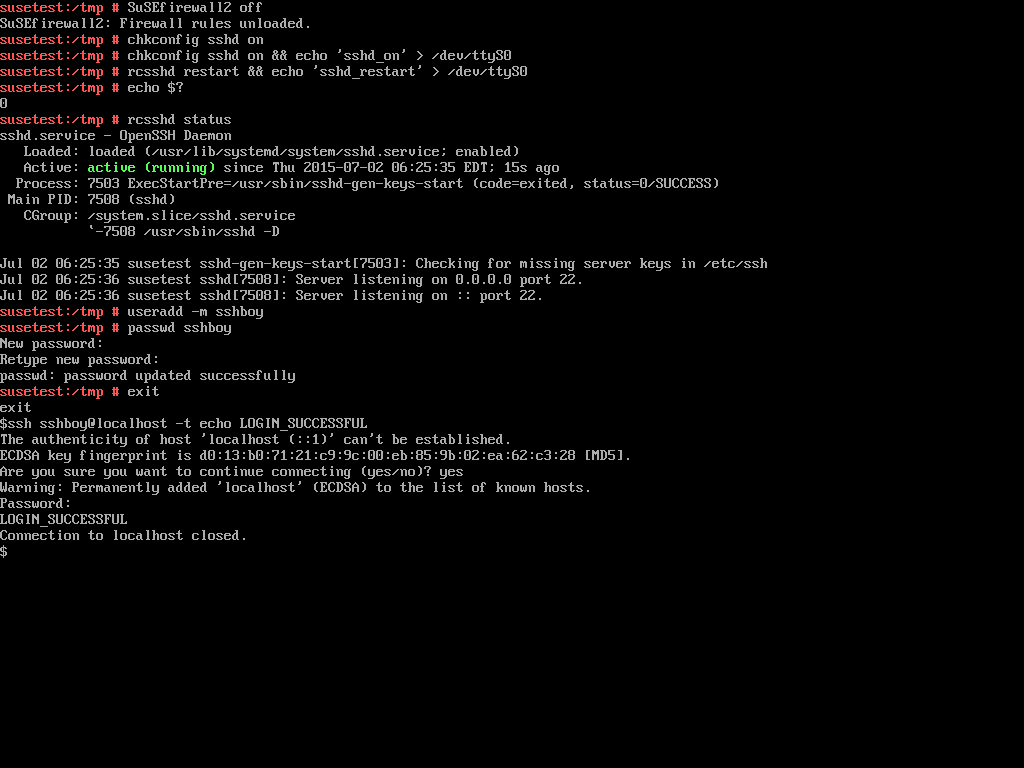 susetest:/tmp # SuSEfirewall2 off
SuSEfirewall2: Firewall rules unloaded.
susetest:/tmp # chkconfig sshd on
susetest:/tmp # chkconfig sshd on && echo 'sshd_on' > /dev/ttyS0
susetest:/tmp # rcsshd restart && echo 'sshd_restart' > /dev/ttyS0
susetest:/tmp # echo $?
0
susetest:/tmp # rcsshd status
sshd.service - OpenSSH Daemon
   Loaded: loaded (/usr/lib/systemd/system/sshd.service; enabled)
   Active: active (running) since Thu 2015-07-02 06:25:35 EDT; 15s ago
  Process: 7503 ExecStartPre=/usr/sbin/sshd-gen-keys-start (code=exited, status=0/SUCCESS)
 Main PID: 7508 (sshd)
   CGroup: /system.slice/sshd.service
           `-7508 /usr/sbin/sshd -D
Jul 02 06:25:35 susetest sshd-gen-keys-start[7503]: Checking for missing server keys in /etc/ssh
Jul 02 06:25:36 susetest sshd[7508]: Server listening on 0.0.0.0 port 22.
Jul 02 06:25:36 susetest sshd[7508]: Server listening on :: port 22.
susetest:/tmp # useradd -m sshboy
susetest:/tmp # passwd sshboy
New password:
Retype new password:
passwd: password updated successfully
susetest:/tmp # exit
exit
$ssh sshboy@localhost -t echo LOGIN_SUCCESSFUL
The authenticity of host 'localhost (::1)' can't be established.
ECDSA key fingerprint is d0:13:b0:71:21:c9:9c:00:eb:85:9b:02:ea:62:c3:28 [MD5].
Are you sure you want to continue connecting (yes/no)? yes
Warning: Permanently added 'localhost' (ECDSA) to the list of known hosts.
Password:
LOGIN_SUCCESSFUL
Connection to localhost closed.
$